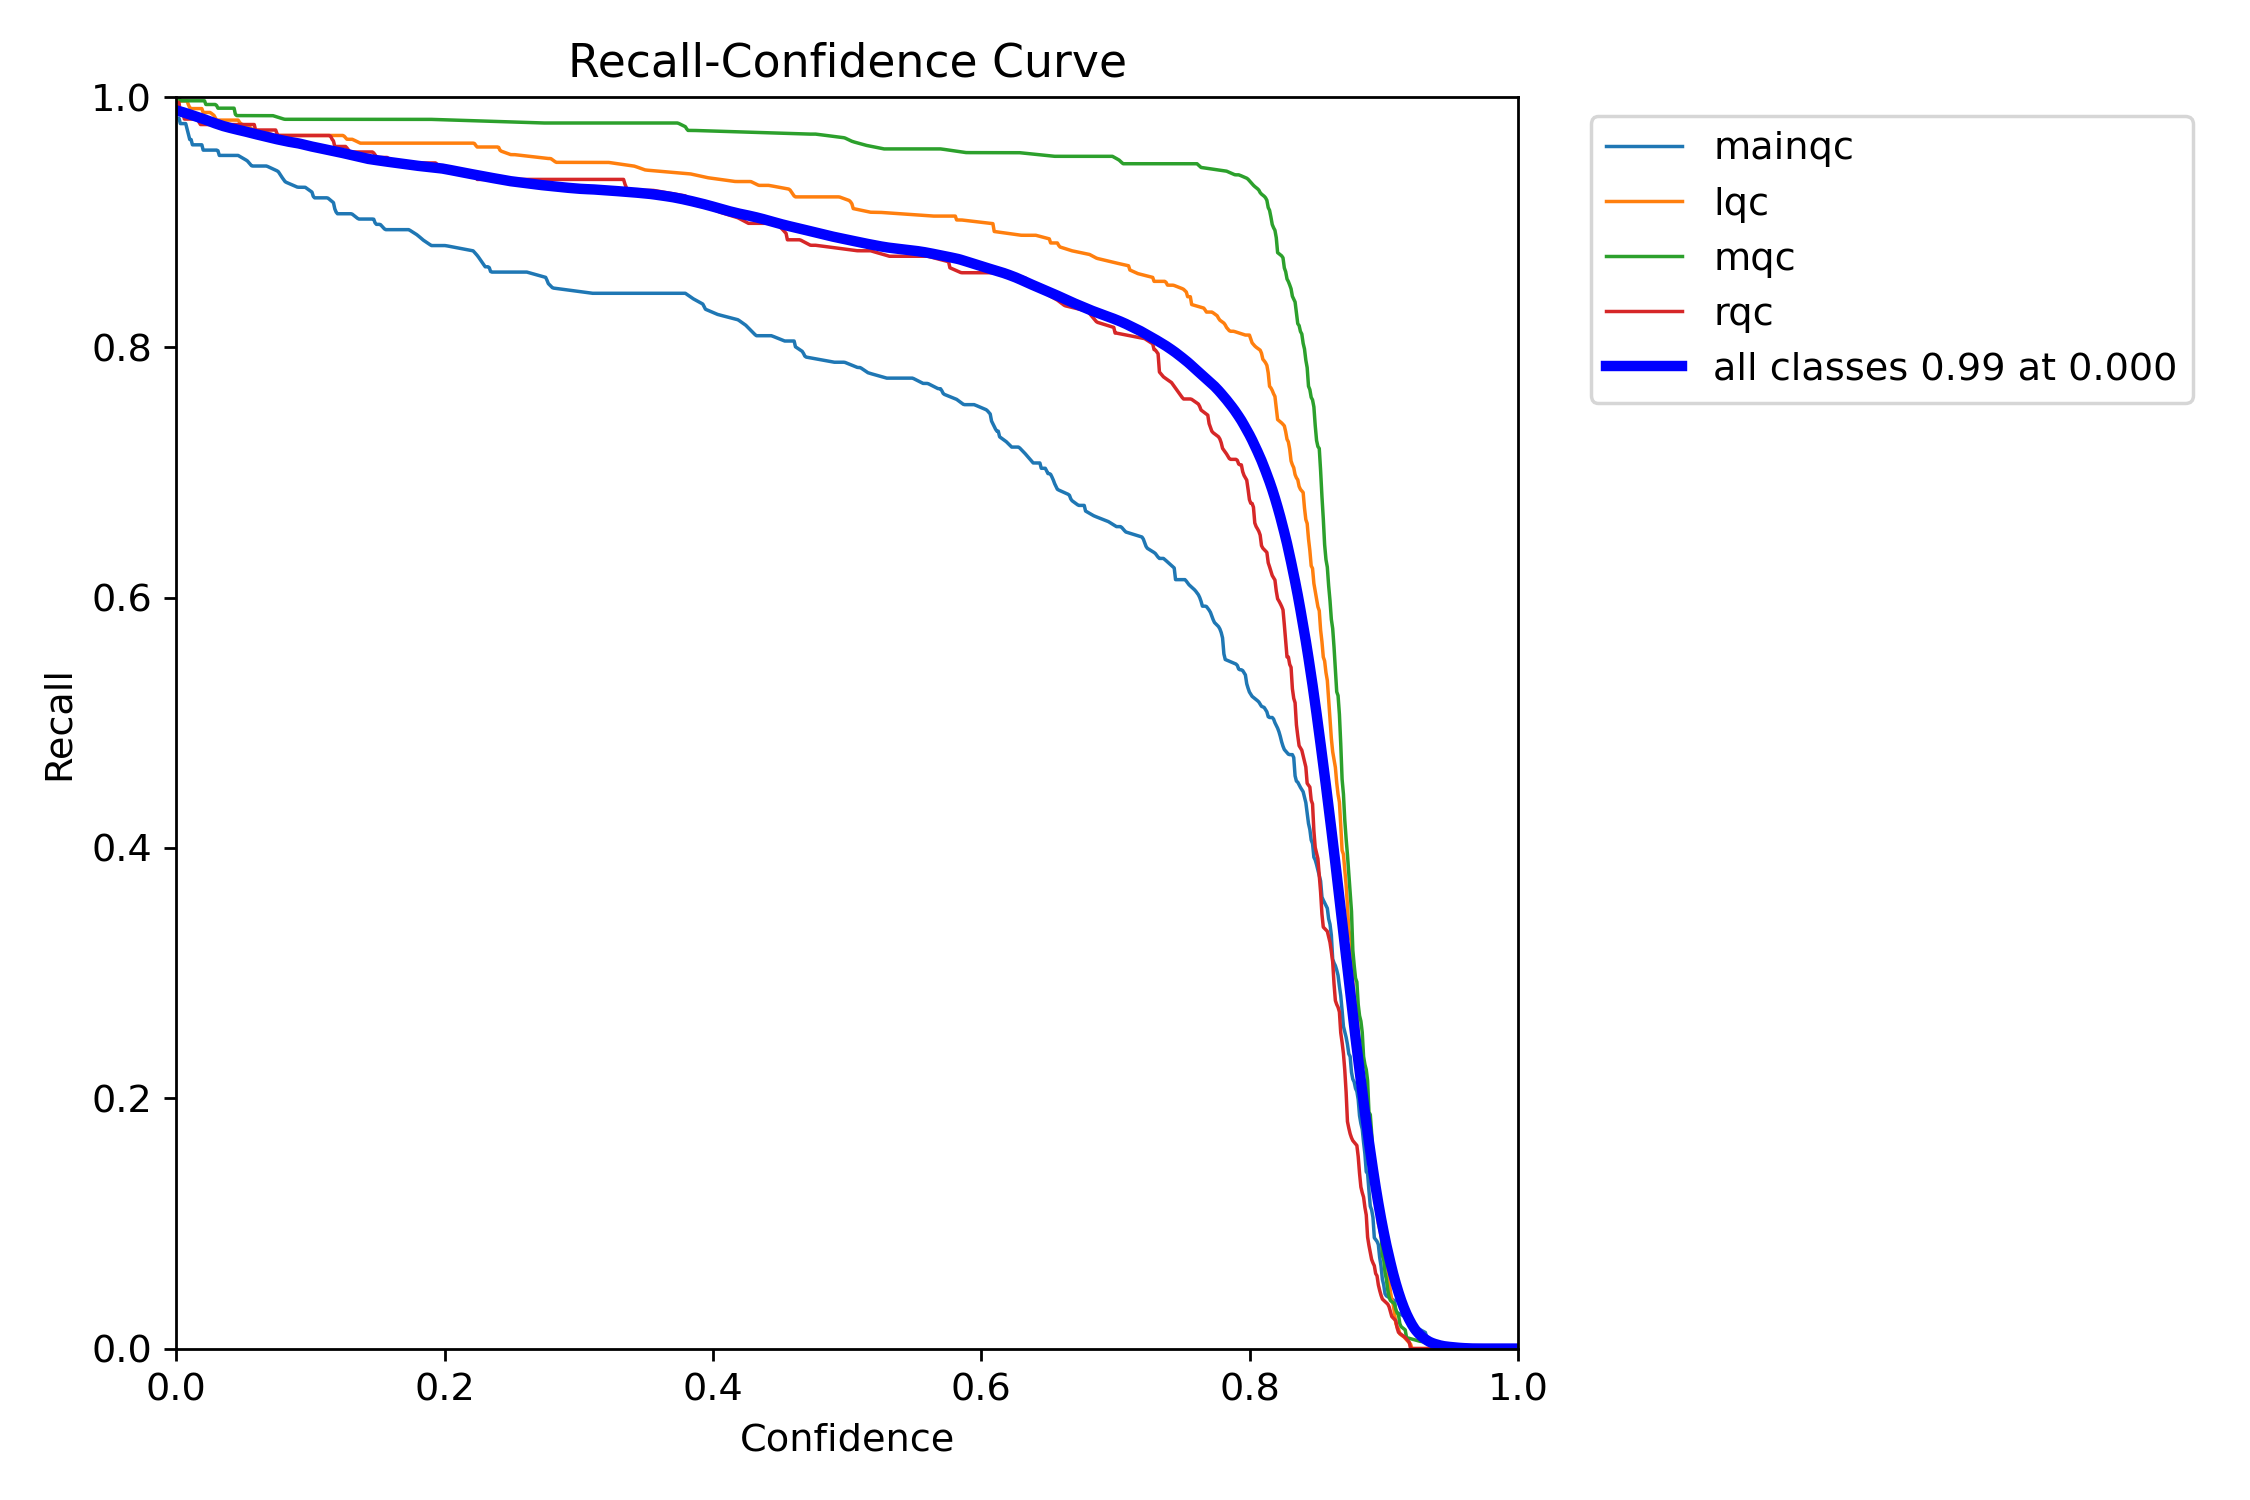 Recall-Confidence Curve
1.0
0.8
0.6
0.4
0.2
0.0
Recall
0.0 0.2 0.4 0.6 0.8 1.0
Confidence
mainqc
lqc
mqc
rqc
all classes 0.99 at 0.000